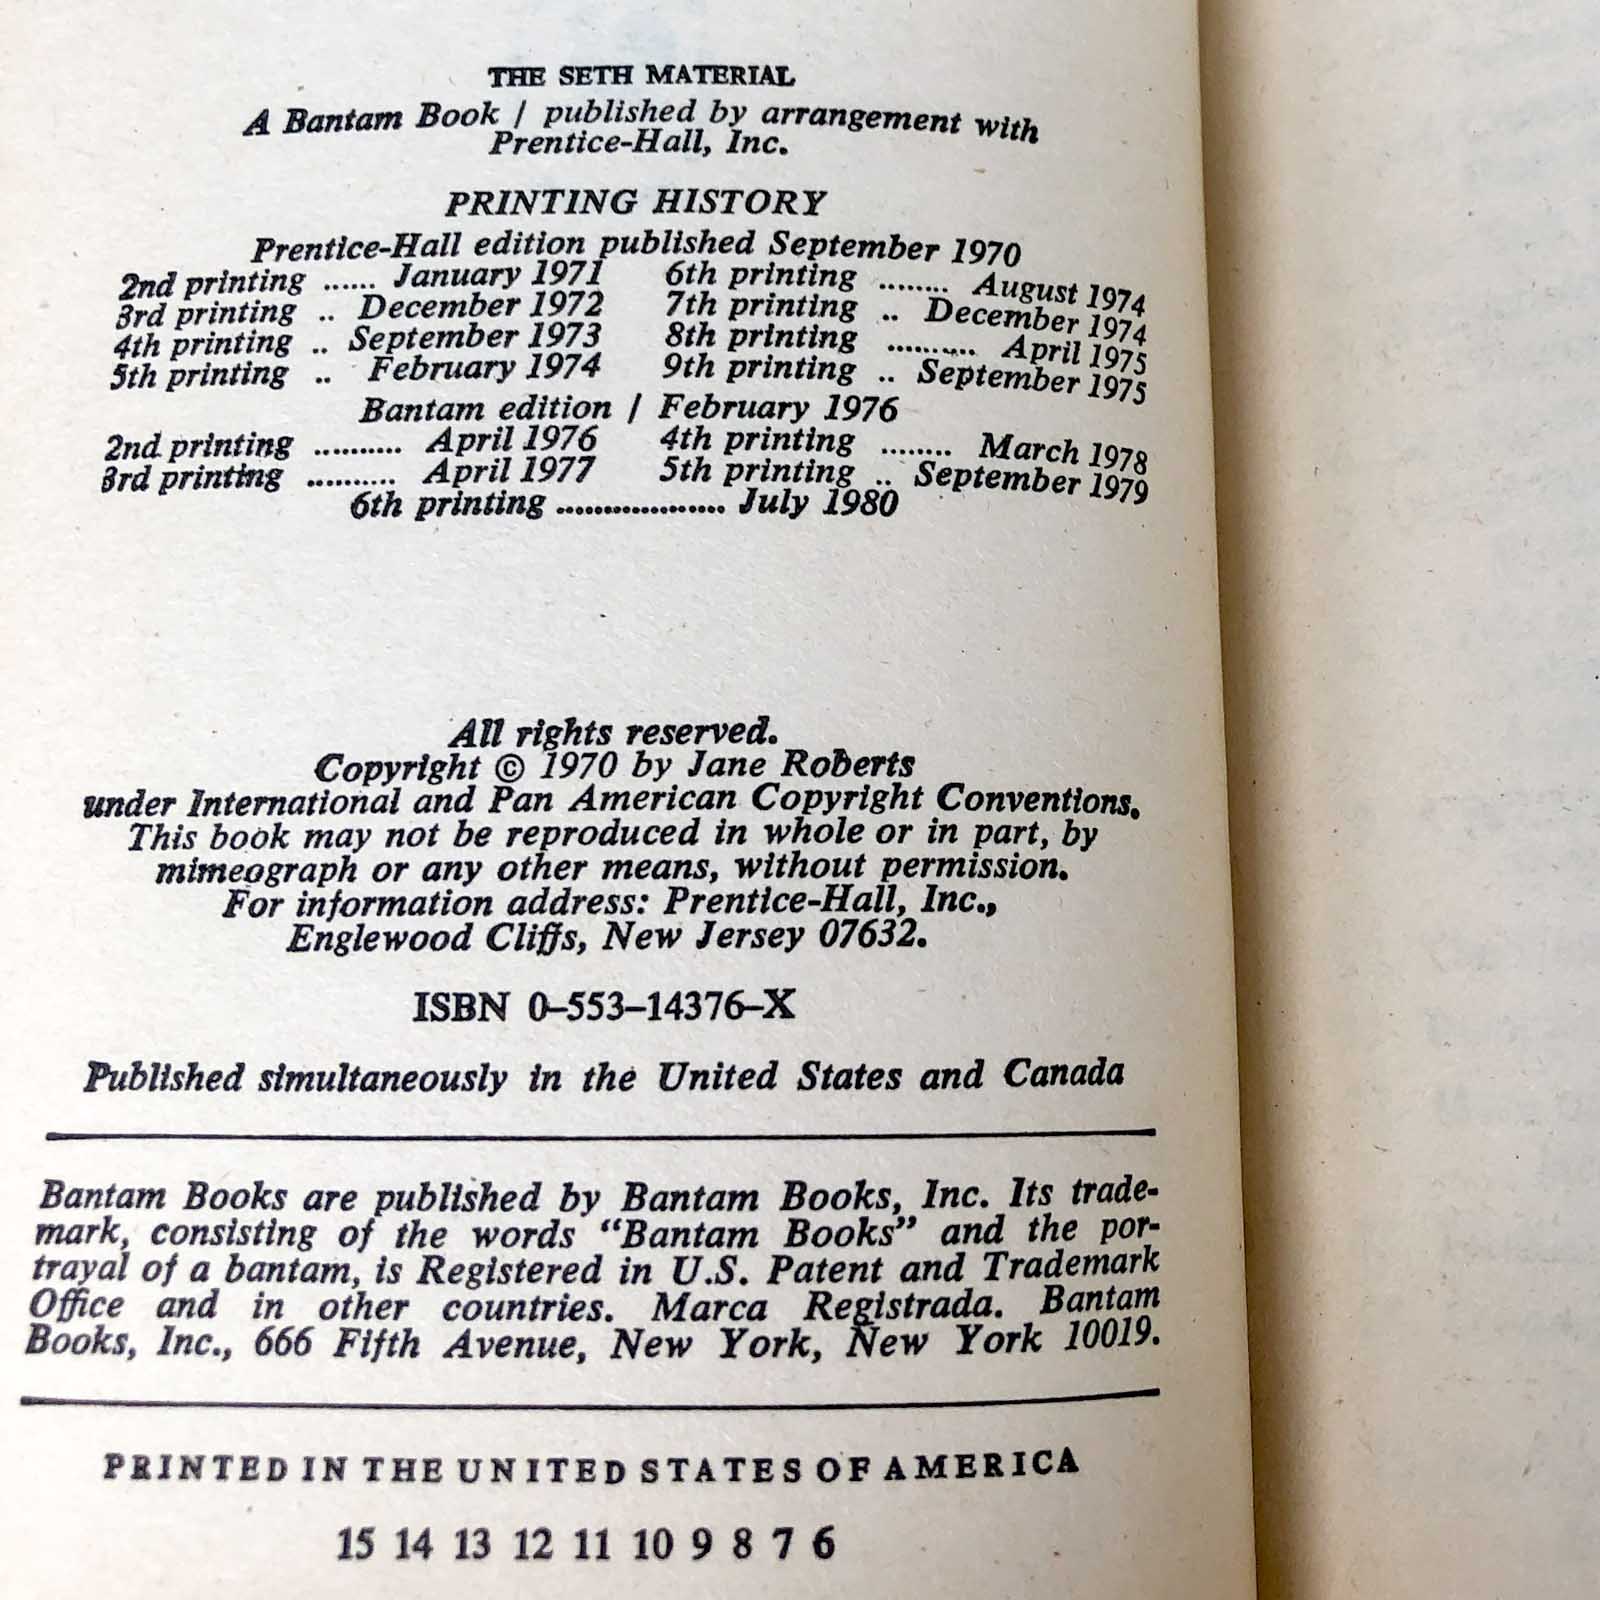 THE SETH MATERIAL
A Bantam Book / published by arrangement with
Prentice-Hall, Inc.
PRINTING HISTORY
Prentice-Hall edition published September 1970
2nd printing ...... January 1971 6th printing ........ August 1974
3rd printing .. December 1972 7th printing .. December 1974
4th printing .. September 1973 8th printing .......... April 1975
5th printing .. February 1974 9th printing .. September 1975
Bantam edition / February 1976
2nd printing .......... April 1976 4th printing ........ March 1978
3rd printing .......... April 1977 5th printing .. September 1979
6th printing ................... July 1980
All rights reserved.
Copyright © 1970 by Jane Roberts
under International and Pan American Copyright Conventions.
This book may not be reproduced in whole or in part, by
mimeograph or any other means, without permission.
For information address: Prentice-Hall, Inc.,
Englewood Cliffs, New Jersey 07632.
ISBN 0–553–14376–X
Published simultaneously in the United States and Canada
Bantam Books are published by Bantam Books, Inc. Its trade-
mark, consisting of the words "Bantam Books" and the por-
trayal of a bantam, is Registered in U.S. Patent and Trademark
Office and in other countries. Marca Registrada. Bantam
Books, Inc., 666 Fifth Avenue, New York, New York 10019.
PRINTED IN THE UNITED STATES OF AMERICA
15 14 13 12 11 10 9 8 7 6